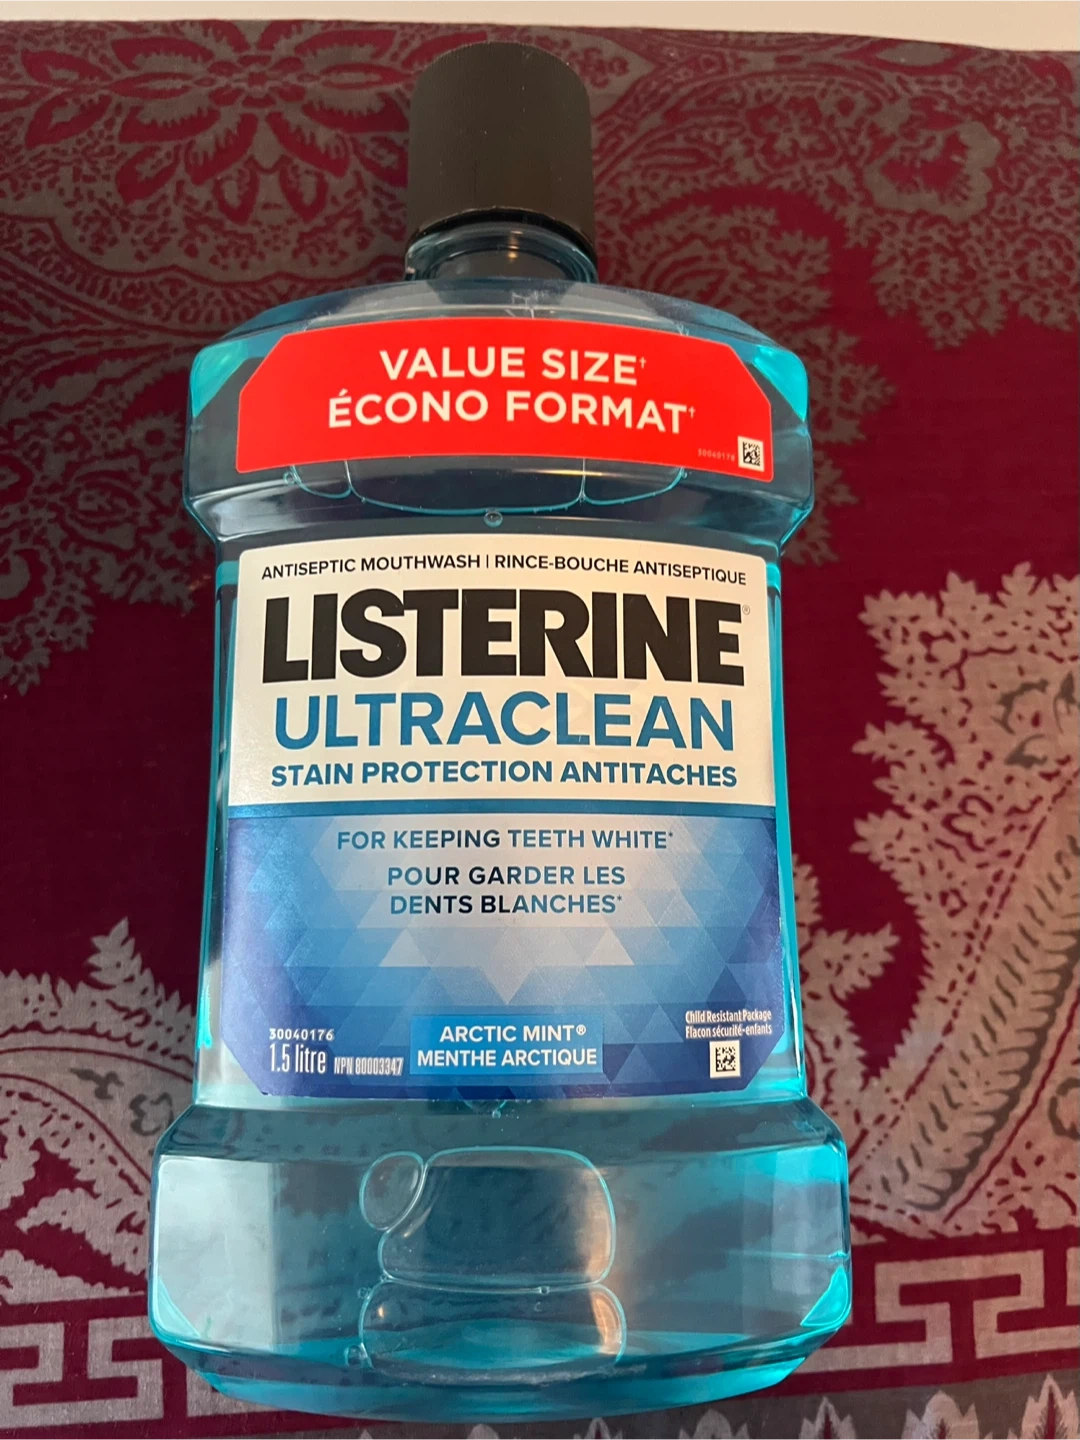 VALUE SIZE†
ÉCONO FORMAT†
30040178
ANTISEPTIC MOUTHWASH | RINCE-BOUCHE ANTISEPTIQUE
LISTERINE®
ULTRACLEAN
STAIN PROTECTION ANTITACHES
FOR KEEPING TEETH WHITE*
POUR GARDER LES
DENTS BLANCHES*
30040176
1.5 litre NPN 80003347
ARCTIC MINT®
MENTHE ARCTIQUE
Child Resistant Package
Flacon sécurité-enfants